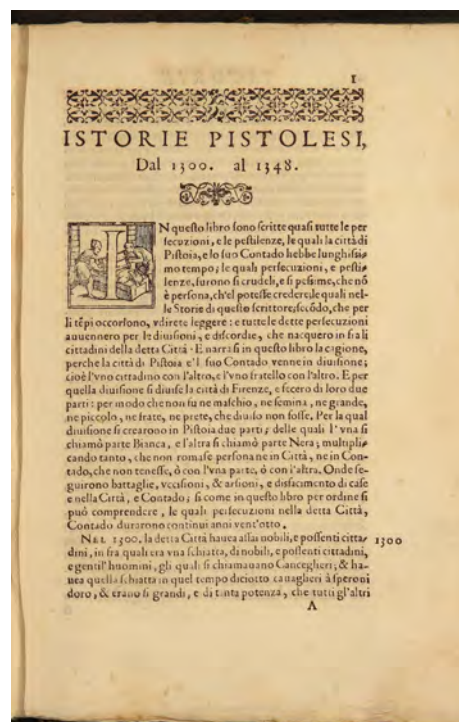 1
ISTORIE PISTOLESI,
Dal 1300. al 1348.
IN queſto libro ſono ſcritte quaſi tutte le per
ſecuzioni, e le peſtilenze, le quali la città di
Piſtoia, e lo ſuo Contado hebbe lunghiſſi-
mo tempo; le quali perſecuzioni, e peſti-
lenze, furono ſi crudeli, e ſi peſsime, che nõ
è perſona, ch'el poteſſe credere; le quali nel-
le Storie di queſto ſcrittore, ſecõdo, che per
li tẽpi occorſono, vdirete leggere: e tutte le dette perſecuzioni
auuennero per le diuiſioni, e diſcordie, che nacquero in fra li
cittadini della detta Città. E narraſi in queſto libro la cagione,
perche la città di Piſtoia e'l ſuo Contado venne in diuiſione;
cioè l'vno cittadino con l'altro, e l'vno fratello con l'altro. E per
quella diuiſione ſi diuiſe la città di Firenze, e fecero di loro due
parti: per modo che non fu ne maſchio, ne femina, ne grande,
ne piccolo, ne frate, ne prete, che diuiſo non foſſe. Per la qual
diuiſione ſi crearono in Piſtoia due parti; delle quali l'vna ſi
chiamò parte Bianca, e l'altra ſi chiamò parte Nera; multipli-
cando tanto, che non romaſe perſona ne in Città, ne in Con-
tado, che non teneſſe, ò con l'vna parte, ò con l'altra. Onde ſe-
guirono battaglie, vcciſioni, & arſioni, e disfacimento di caſe
e nella Città, e Contado; ſi come in queſto libro per ordine ſi
può comprendere, le quali perſecuzioni nella detta Città,
Contado durarono continui anni vent'otto.
NEL 1300. la detta Città hauea aſſai nobili, e poſſenti citta- 1300
dini, in fra quali era vna ſchiatta, di nobili, e poſſenti cittadini,
e gentil'huomini, gli quali ſi chiamauano Cancegheri; & ha-
uea quella ſchiatta in quel tempo diciotto cauaglieri à ſperoni
doro, & erano ſi grandi, e di tanta potenza, che tutti gl'altri
A